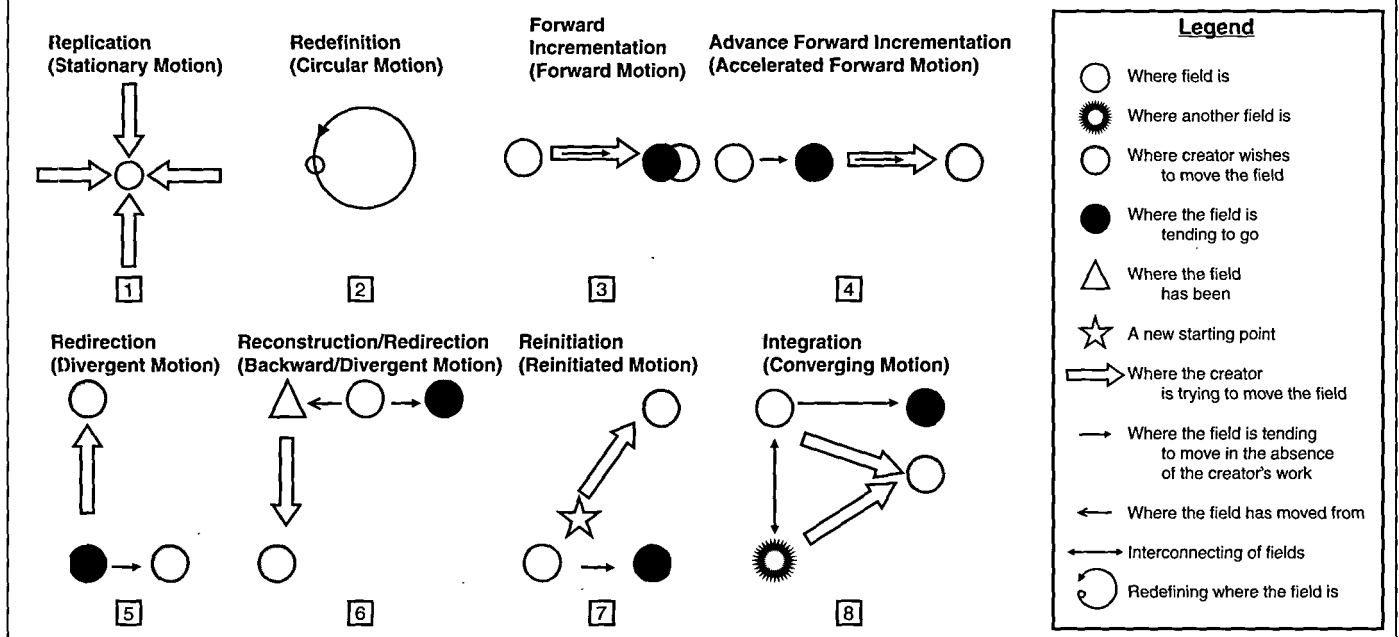 Replication
(Stationary Motion)
1
Redefinition
(Circular Motion)
2
Forward
Incrementation
(Forward Motion)
3
Advance Forward Incrementation
(Accelerated Forward Motion)
4
Redirection
(Divergent Motion)
5
Reconstruction/Redirection
(Backward/Divergent Motion)
6
Reinitiation
(Reinitiated Motion)
7
Integration
(Converging Motion)
8
Legend
Where field is
Where another field is
Where creator wishes
to move the field
Where the field is
tending to go
Where the field
has been
A new starting point
Where the creator
is trying to move the field
Where the field is tending
to move in the absence
of the creator's work
Where the field has moved from
Interconnecting of fields
Redefining where the field is